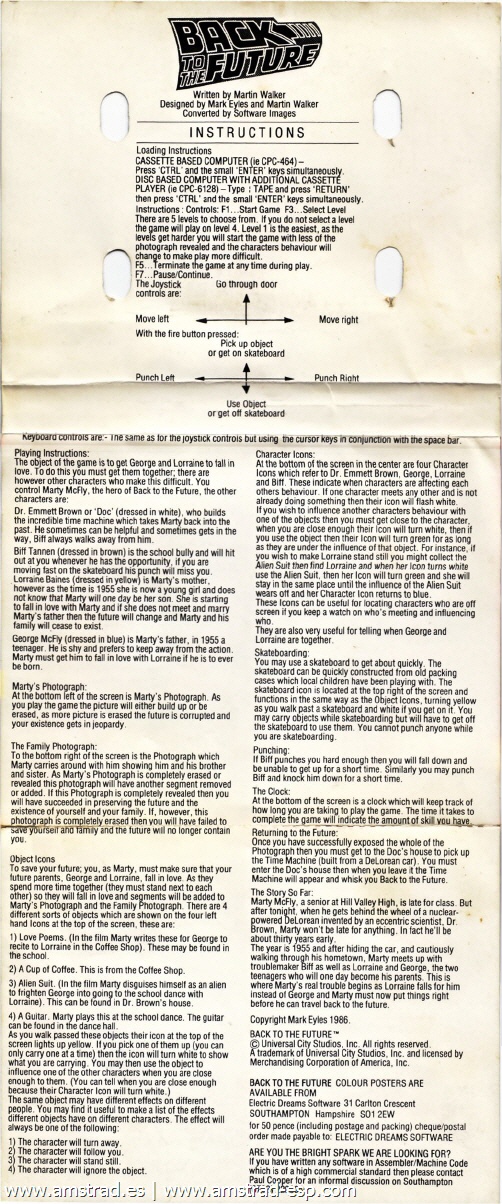 BACK
TO
THE FUTURE
Written by Martin Walker
Designed by Mark Eyles and Martin Walker
Converted by Software Images
INSTRUCTIONS
Loading Instructions
CASSETTE BASED COMPUTER (ie CPC-464) –
Press 'CTRL' and the small 'ENTER' keys simultaneously.
DISC BASED COMPUTER WITH ADDITIONAL CASSETTE
PLAYER (ie CPC-6128) – Type : TAPE and press 'RETURN'
then press 'CTRL' and the small 'ENTER' keys simultaneously.
Instructions : Controls: F1...Start Game F3...Select Level
There are 5 levels to choose from. If you do not select a level
the game will play on level 4. Level 1 is the easiest, as the
levels get harder you will start the game with less of the
photograph revealed and the characters behaviour will
change to make play more difficult.
F5...Terminate the game at any time during play.
F7...Pause/Continue.
The Joystick Go through door
controls are:
Move left Move right
With the fire button pressed:
Pick up object
or get on skateboard
Punch Left Punch Right
Use Object
or get off skateboard
Keyboard controls are:- The same as for the joystick controls but using the cursor keys in conjunction with the space bar.
Playing Instructions:
The object of the game is to get George and Lorraine to fall in
love. To do this you must get them together; there are
however other characters who make this difficult. You
control Marty McFly, the hero of Back to the Future, the other
characters are:
Dr. Emmett Brown or 'Doc' (dressed in white), who builds
the incredible time machine which takes Marty back into the
past. He sometimes can be helpful and sometimes gets in the
way, Biff always walks away from him.
Biff Tannen (dressed in brown) is the school bully and will hit
out at you whenever he has the opportunity, if you are
moving fast on the skateboard his punch will miss you.
Lorraine Baines (dressed in yellow) is Marty's mother,
however as the time is 1955 she is now a young girl and does
not know that Marty will one day be her son. She is starting
to fall in love with Marty and if she does not meet and marry
Marty's father then the future will change and Marty and his
family will cease to exist.
George McFly (dressed in blue) is Marty's father, in 1955 a
teenager. He is shy and prefers to keep away from the action.
Marty must get him to fall in love with Lorraine if he is to ever
be born.
Marty's Photograph:
At the bottom left of the screen is Marty's Photograph. As
you play the game the picture will either build up or be
erased, as more picture is erased the future is corrupted and
your existence gets in jeopardy.
The Family Photograph:
To the bottom right of the screen is the Photograph which
Marty carries around with him showing him and his brother
and sister. As Marty's Photograph is completely erased or
revealed this photograph will have another segment removed
or added. If this Photograph is completely revealed then you
will have succeeded in preserving the future and the
existence of yourself and your family. If, however, this
photograph is completely erased then you will have failed to
save yourself and family and the future will no longer contain
you.
Object Icons
To save your future; you, as Marty, must make sure that your
future parents, George and Lorraine, fall in love. As they
spend more time together (they must stand next to each
other) so they will fall in love and segments will be added to
Marty's Photograph and the Family Photograph. There are 4
different sorts of objects which are shown on the four left
hand Icons at the top of the screen, these are:
1) Love Poems. (In the film Marty writes these for George to
recite to Lorraine in the Coffee Shop). These may be found in
the school.
2) A Cup of Coffee. This is from the Coffee Shop.
3) Alien Suit. (In the film Marty disguises himself as an alien
to frighten George into going to the school dance with
Lorraine). This can be found in Dr. Brown's house.
4) A Guitar. Marty plays this at the school dance. The guitar
can be found in the dance hall.
As you walk passed these objects their icon at the top of the
screen lights up yellow. If you pick one of them up (you can
only carry one at a time) then the icon will turn white to show
what you are carrying. You may then use the object to
influence one of the other characters when you are close
enough to them. (You can tell when you are close enough
because their Character Icon will turn white.)
The same object may have different effects on different
people. You may find it useful to make a list of the effects
different objects have on different characters. The effect will
always be one of the following:
1) The character will turn away.
2) The character will follow you.
3) The character will stand still.
4) The character will ignore the object.
Character Icons:
At the bottom of the screen in the center are four Character
Icons which refer to Dr. Emmett Brown, George, Lorraine
and Biff. These indicate when characters are affecting each
others behaviour. If one character meets any other and is not
already doing something then their icon will flash white.
If you wish to influence another characters behaviour with
one of the objects then you must get close to the character,
when you are close enough their Icon will turn white, then if
you use the object then their Icon will turn green for as long
as they are under the influence of that object. For instance, if
you wish to make Lorraine stand still you might collect the
Alien Suit then find Lorraine and when her Icon turns white
use the Alien Suit, then her Icon will turn green and she will
stay in the same place until the influence of the Alien Suit
wears off and her Character Icon returns to blue.
These Icons can be useful for locating characters who are off
screen if you keep a watch on who's meeting and influencing
who.
They are also very useful for telling when George and
Lorraine are together.
Skateboarding:
You may use a skateboard to get about quickly. The
skateboard can be quickly constructed from old packing
cases which local children have been playing with. The
skateboard icon is located at the top right of the screen and
functions in the same way as the Object Icons, turning yellow
as you walk past a skateboard and white if you get on it. You
may carry objects while skateboarding but will have to get off
the skateboard to use them. You cannot punch anyone while
you are skateboarding.
Punching:
If Biff punches you hard enough then you will fall down and
be unable to get up for a short time. Similarly you may punch
Biff and knock him down for a short time.
The Clock:
At the bottom of the screen is a clock which will keep track of
how long you are taking to play the game. The time it takes to
complete the game will indicate the amount of skill you have.
Returning to the Future:
Once you have successfully exposed the whole of the
Photograph then you must get to the Doc's house to pick up
the Time Machine (built from a DeLorean car). You must
enter the Doc's house then when you leave it the Time
Machine will appear and whisk you Back to the Future.
The Story So Far:
Marty McFly, a senior at Hill Valley High, is late for class. But
after tonight, when he gets behind the wheel of a nuclear-
powered DeLorean invented by an eccentric scientist, Dr.
Brown, Marty won't be late for anything. In fact he'll be
about thirty years early.
The year is 1955 and after hiding the car, and cautiously
walking through his hometown, Marty meets up with
troublemaker Biff as well as Lorraine and George, the two
teenagers who will one day become his parents. This is
where Marty's real trouble begins as Lorraine falls for him
instead of George and Marty must now put things right
before he can travel back to the future.
Copyright Mark Eyles 1986.
BACK TO THE FUTURE™
© Universal City Studios, Inc. All rights reserved.
A trademark of Universal City Studios, Inc. and licensed by
Merchandising Corporation of America, Inc.
BACK TO THE FUTURE COLOUR POSTERS ARE
AVAILABLE FROM
Electric Dreams Software 31 Carlton Crescent
SOUTHAMPTON Hampshire SO1 2EW
for 50 pence (including postage and packing) cheque/postal
order made payable to: ELECTRIC DREAMS SOFTWARE
ARE YOU THE BRIGHT SPARK WE ARE LOOKING FOR?
If you have written any software in Assembler/Machine Code
which is of a high commercial standard then please contact
Paul Cooper for an informal discussion on Southampton
www.amstrad.es | www.amstrad-esp.com